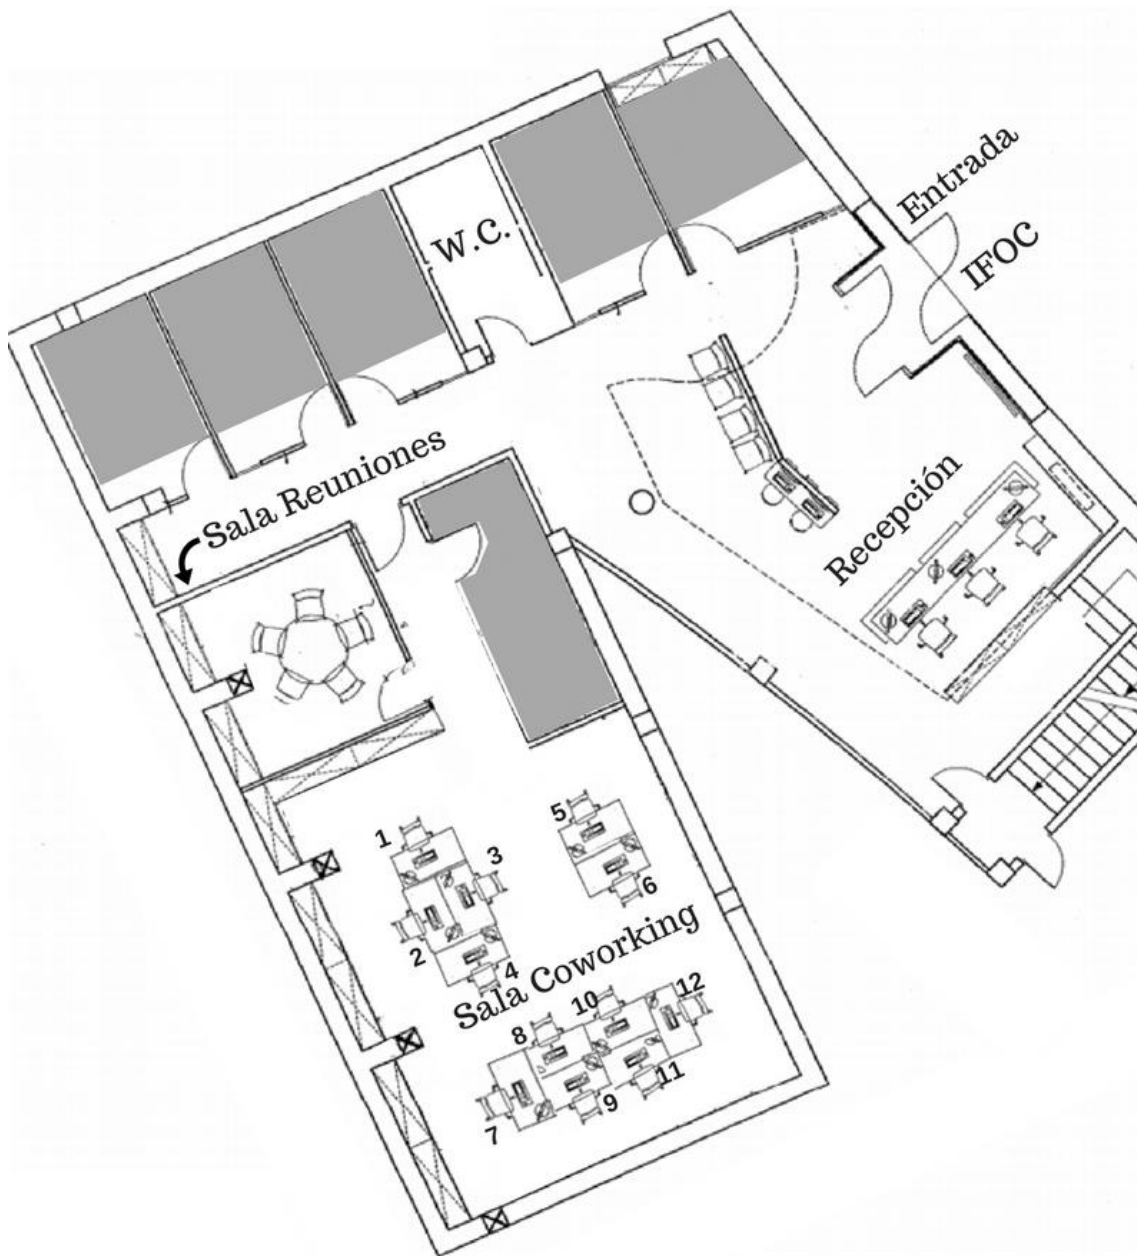 Entrada
IFOC
W.C.
Recepción
Sala Reuniones
1
3
2
4
5
6
Sala Coworking
8
10
12
7
9
11